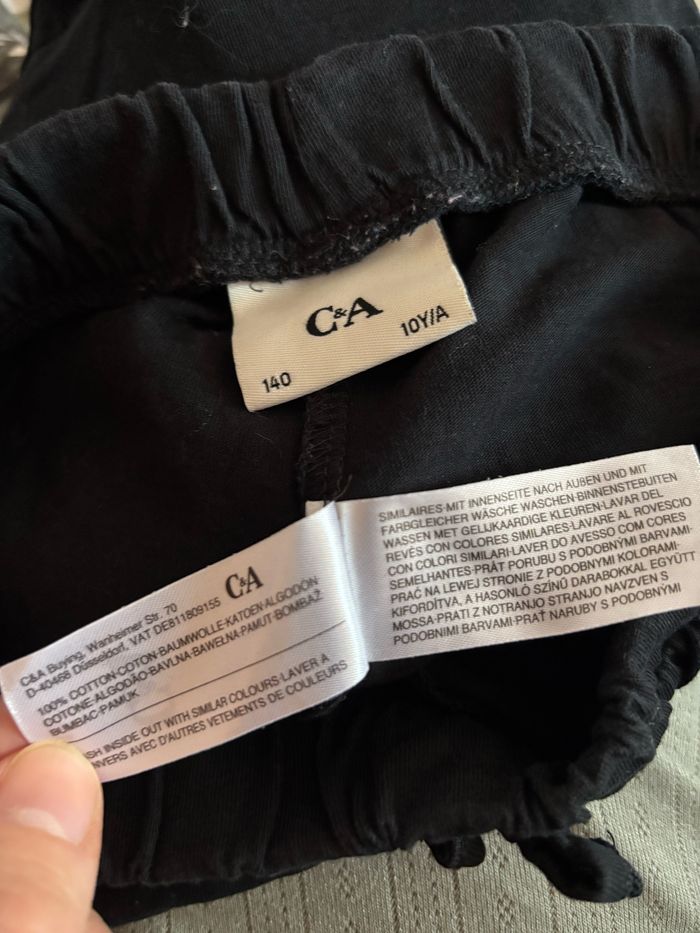 C&A
10Y/A
140
C&A
C&A Buying, Wanheimer Str. 70
D-40468 Düsseldorf, VAT DE811809155
100% COTTON·COTON·BAUMWOLLE·KATOEN·ALGODÓN·
COTONE·ALGODÃO·BAVLNA·BAWEŁNA·PAMUT·BOMBAŽ·
BUMBAC·PAMUK
INSIDE OUT WITH SIMILAR COLOURS·LAVER A
AVEC D'AUTRES VETEMENTS DE COULEURS
SIMILAIRES·MIT INNENSEITE NACH AUßEN UND MIT
FARBGLEICHER WÄSCHE WASCHEN·BINNENSTEBUITEN
WASSEN MET GELIJKAARDIGE KLEUREN·LAVAR DEL
REVÉS CON COLORES SIMILARES·LAVARE AL ROVESCIO
CON COLORI SIMILARI·LAVER DO AVESSO COM CORES
SEMELHANTES·PRÁT PORUBU S PODOBNÝMI BARVAMI·
PRAĆ NA LEWEJ STRONIE Z PODOBNYMI KOLORAMI·
KIFORDÍTVA, A HASONLÓ SZÍNŰ DARABOKKAL EGYÜTT
MOSSA·PRATI Z NOTRANJO STRANJO NAVZVEN S
PODOBNIMI BARVAMI·PRAŤ NARUBY S PODOBNÝMI